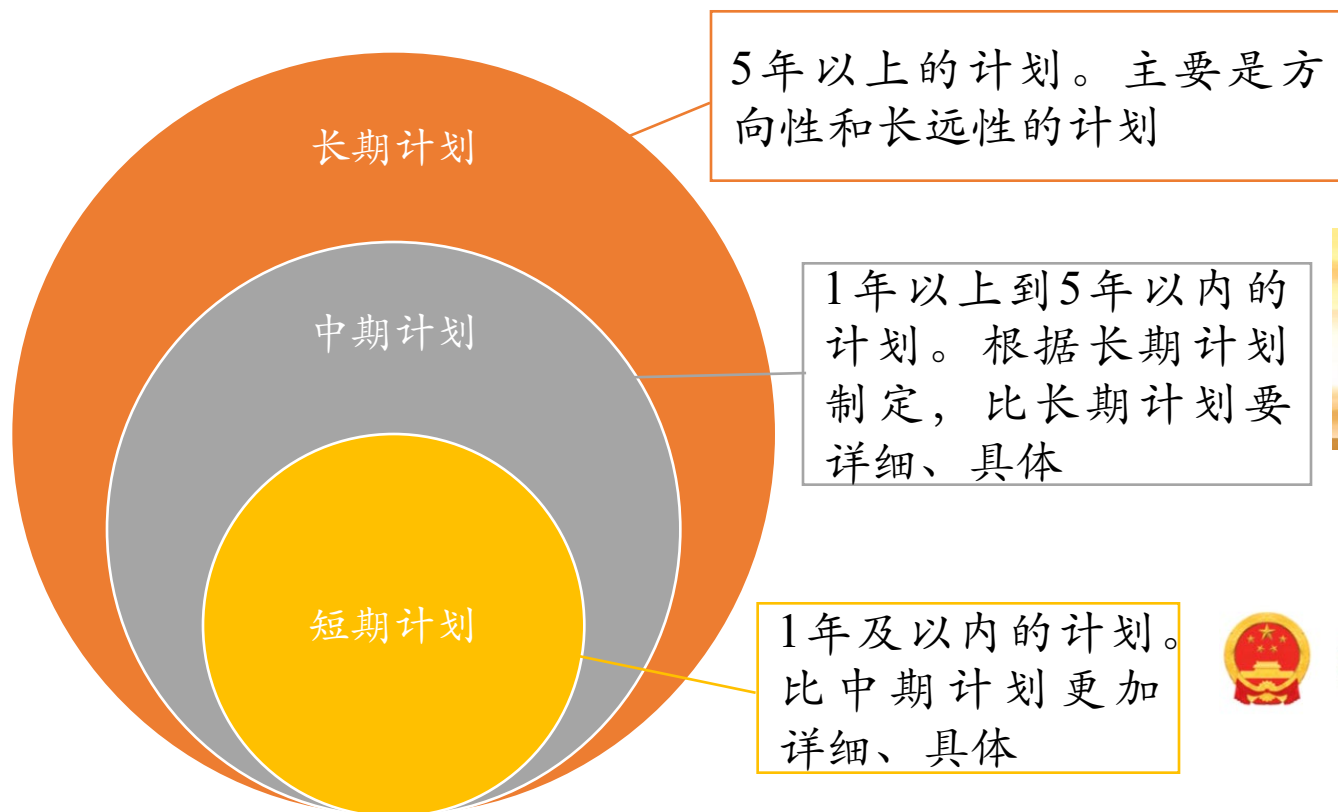 长期计划
5年以上的计划。主要是方
向性和长远性的计划
中期计划
1年以上到5年以内的
计划。根据长期计划
制定，比长期计划要
详细、具体
短期计划
1年及以内的计划。
比中期计划更加
详细、具体